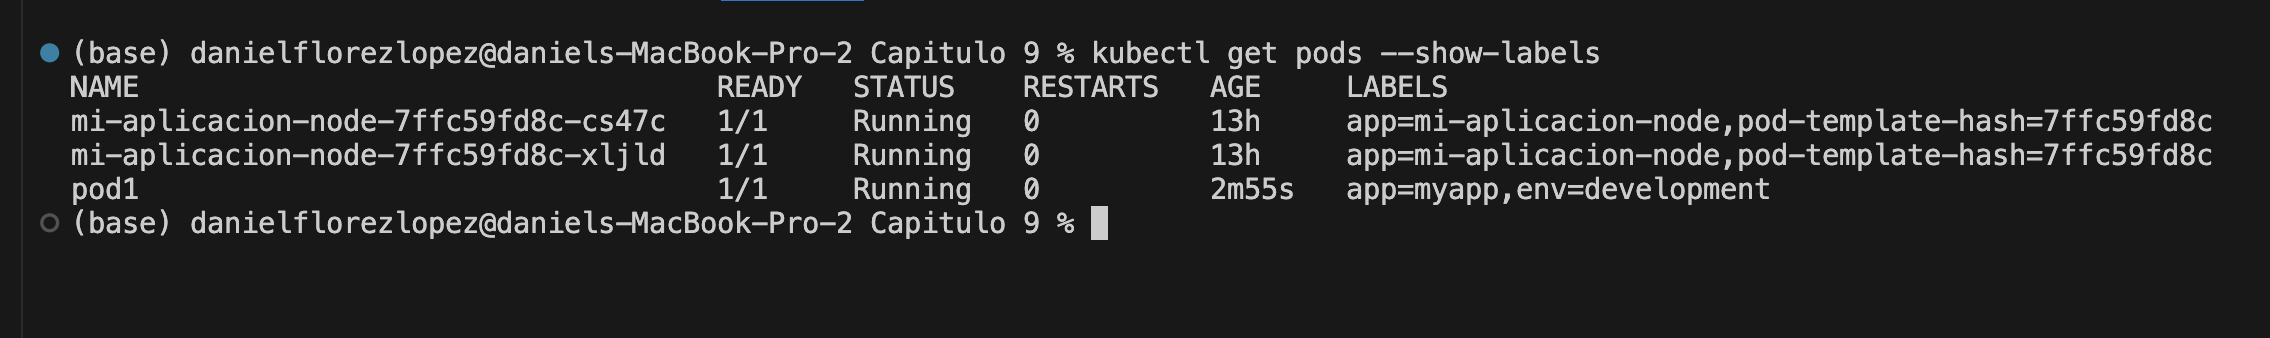 (base) danielflorezlopez@daniels-MacBook-Pro-2 Capitulo 9 % kubectl get pods --show-labels
NAME READY STATUS RESTARTS AGE LABELS
mi-aplicacion-node-7ffc59fd8c-cs47c 1/1 Running 0 13h app=mi-aplicacion-node,pod-template-hash=7ffc59fd8c
mi-aplicacion-node-7ffc59fd8c-xljld 1/1 Running 0 13h app=mi-aplicacion-node,pod-template-hash=7ffc59fd8c
pod1 1/1 Running 0 2m55s app=myapp,env=development
(base) danielflorezlopez@daniels-MacBook-Pro-2 Capitulo 9 %